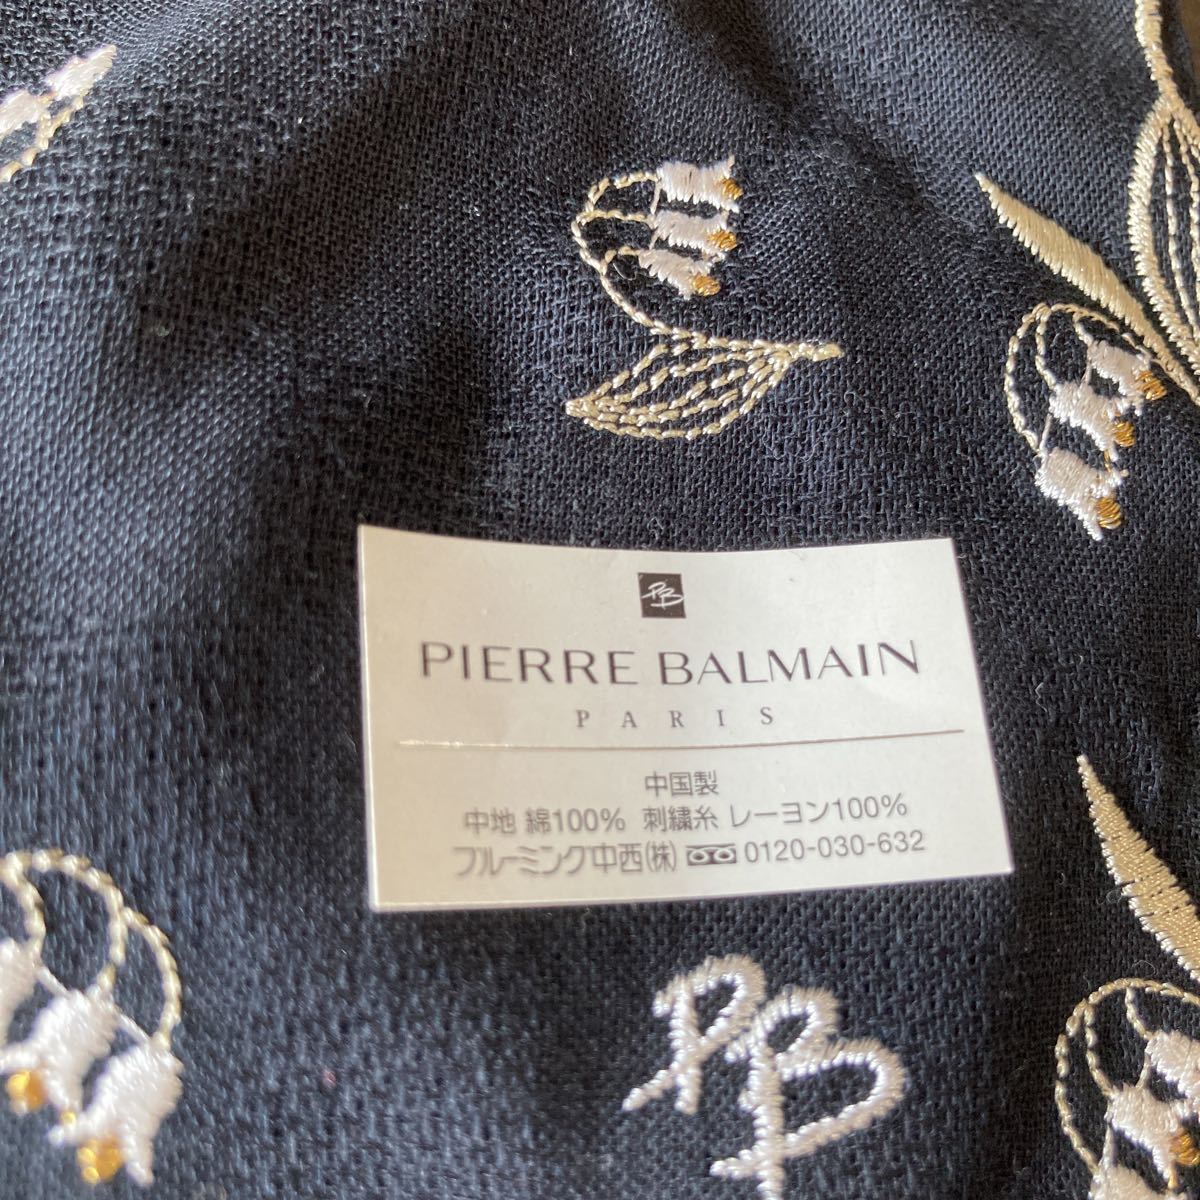 PB
PIERRE BALMAIN
PARIS
中国製
中地 綿100% 刺繍糸 レーヨン100%
ブルーミング中西(株) 0120-030-632
PB